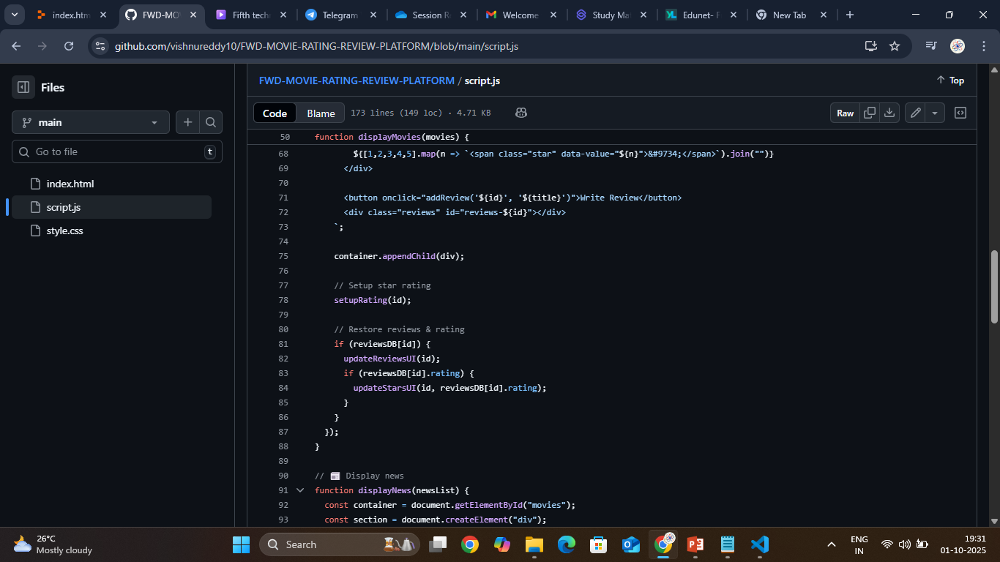 index.htm
FWD-MO
Fifth tech
Telegram
Session R
Welcome
Study Ma
Edunet- F
New Tab
github.com/vishnureddy10/FWD-MOVIE-RATING-REVIEW-PLATFORM/blob/main/script.js
Files
main
Go to file
t
index.html
script.js
style.css
FWD-MOVIE-RATING-REVIEW-PLATFORM / script.js
Top
Code
Blame
173 lines (149 loc) · 4.71 KB
Raw
50 function displayMovies(movies) {
68 ${[1,2,3,4,5].map(n => `<span class="star" data-value="${n}">&#9734;</span>`).join("")}
69 </div>
70
71 <button onclick="addReview('${id}', '${title}')">Write Review</button>
72 <div class="reviews" id="reviews-${id}"></div>
73 `;
74
75 container.appendChild(div);
76
77 // Setup star rating
78 setupRating(id);
79
80 // Restore reviews & rating
81 if (reviewsDB[id]) {
82 updateReviewsUI(id);
83 if (reviewsDB[id].rating) {
84 updateStarsUI(id, reviewsDB[id].rating);
85 }
86 }
87 });
88 }
89
90 // 📰 Display news
91 function displayNews(newsList) {
92 const container = document.getElementById("movies");
93 const section = document.createElement("div");
26°C
Mostly cloudy
Search
ENG
IN
19:31
01-10-2025